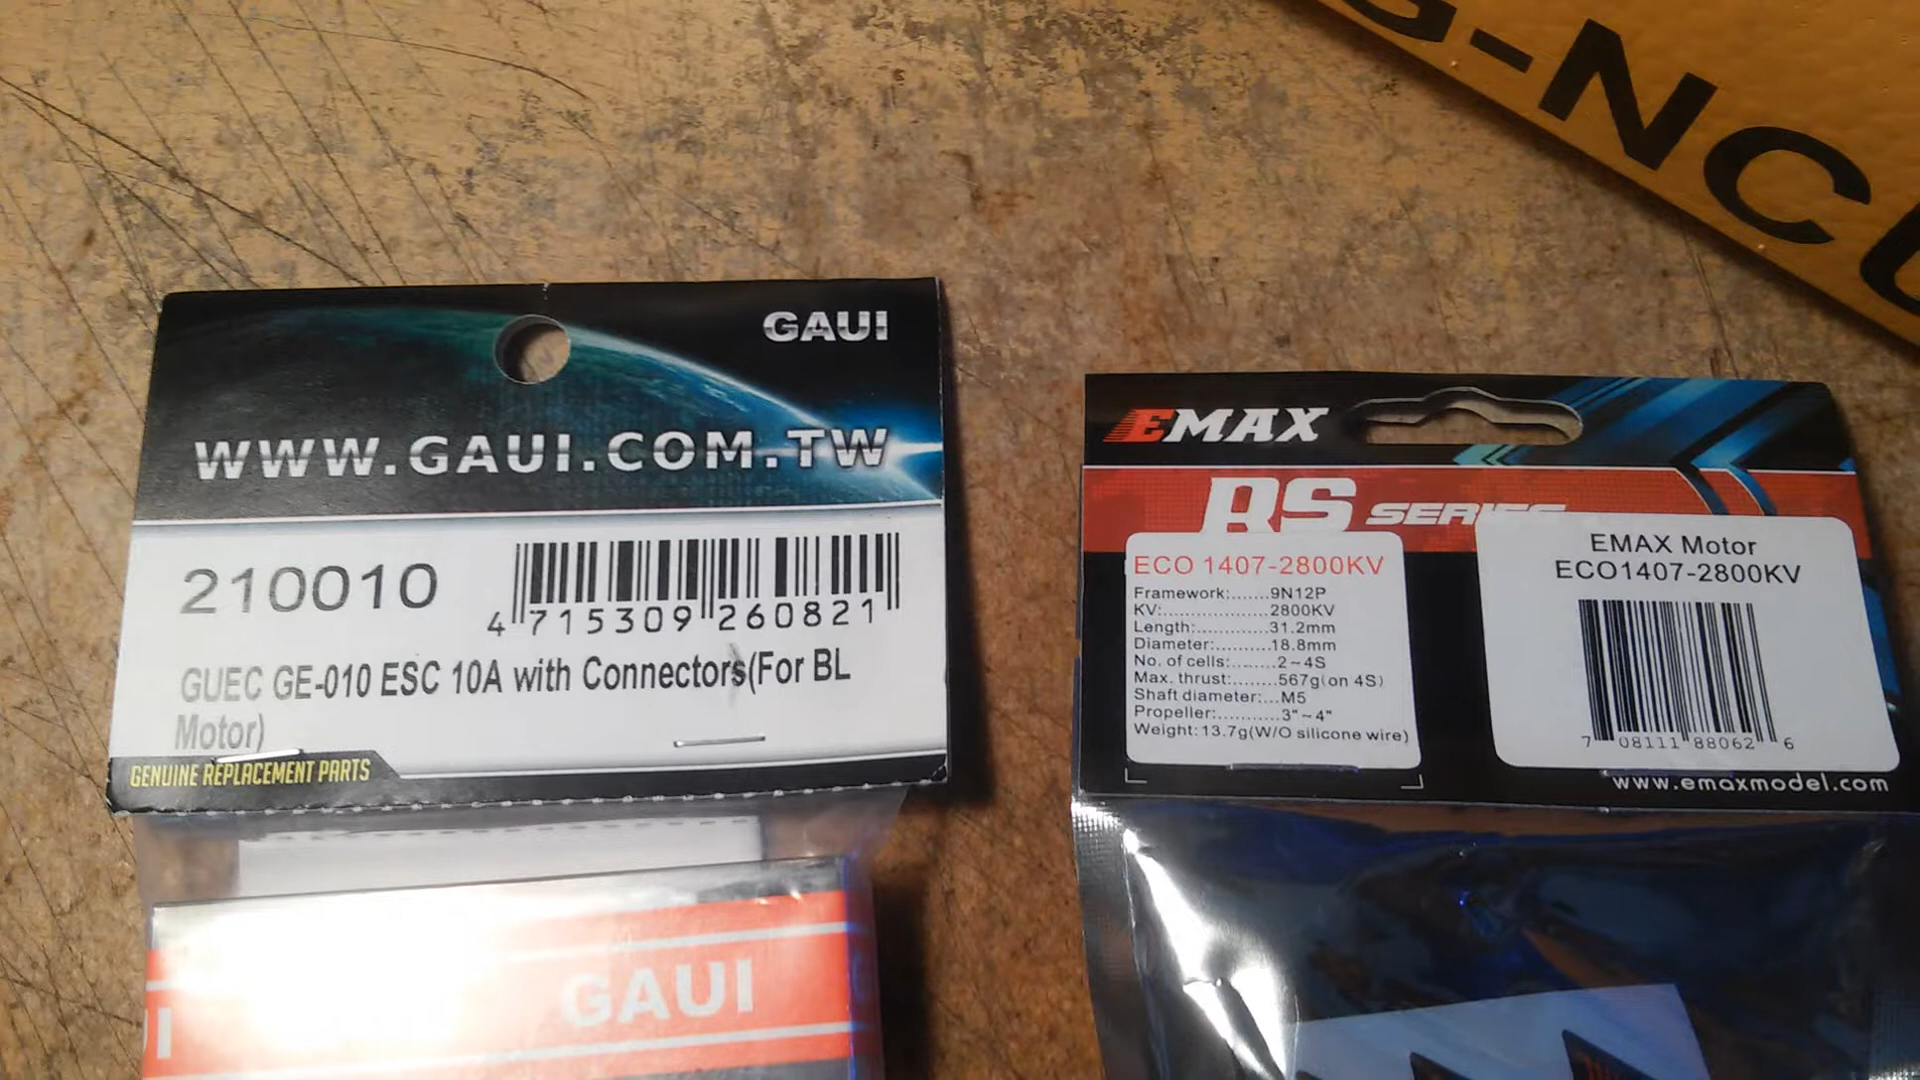 G-NCU
GAUI
WWW.GAUI.COM.TW
210010
4 715309 260821
GUEC GE-010 ESC 10A with Connectors(For BL
Motor)
GENUINE REPLACEMENT PARTS
GAUI
UI
EMAX
RS SERIES
ECO 1407-2800KV
Framework:......9N12P
KV:................2800KV
Length:............31.2mm
Diameter:..........18.8mm
No. of cells:.......2~4S
Max. thrust:........567g(on 4S)
Shaft diameter:...M5
Propeller:...........3"~4"
Weight:13.7g(W/O silicone wire)
EMAX Motor
ECO1407-2800KV
7 08111 88062 6
www.emaxmodel.com